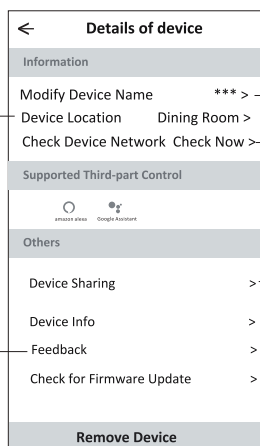 Details of device
Information
Modify Device Name *** >
Device Location Dining Room >
Check Device Network Check Now >
Supported Third-part Control
amazon alexa Google Assistant
Others
Device Sharing >
Device Info >
Feedback >
Check for Firmware Update >
Remove Device